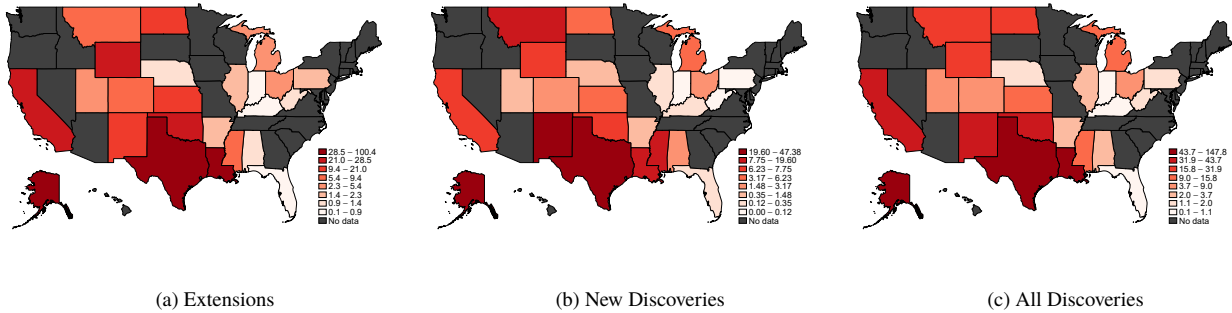 28.5 − 100.4
21.0 − 28.5
9.4 − 21.0
5.4 − 9.4
2.3 − 5.4
1.4 − 2.3
0.9 − 1.4
0.1 − 0.9
No data
19.60 − 47.38
7.75 − 19.60
6.23 − 7.75
3.17 − 6.23
1.48 − 3.17
0.35 − 1.48
0.12 − 0.35
0.00 − 0.12
No data
43.7 − 147.8
31.9 − 43.7
15.8 − 31.9
9.0 − 15.8
3.7 − 9.0
2.0 − 3.7
1.1 − 2.0
0.1 − 1.1
No data
(a) Extensions
(b) New Discoveries
(c) All Discoveries